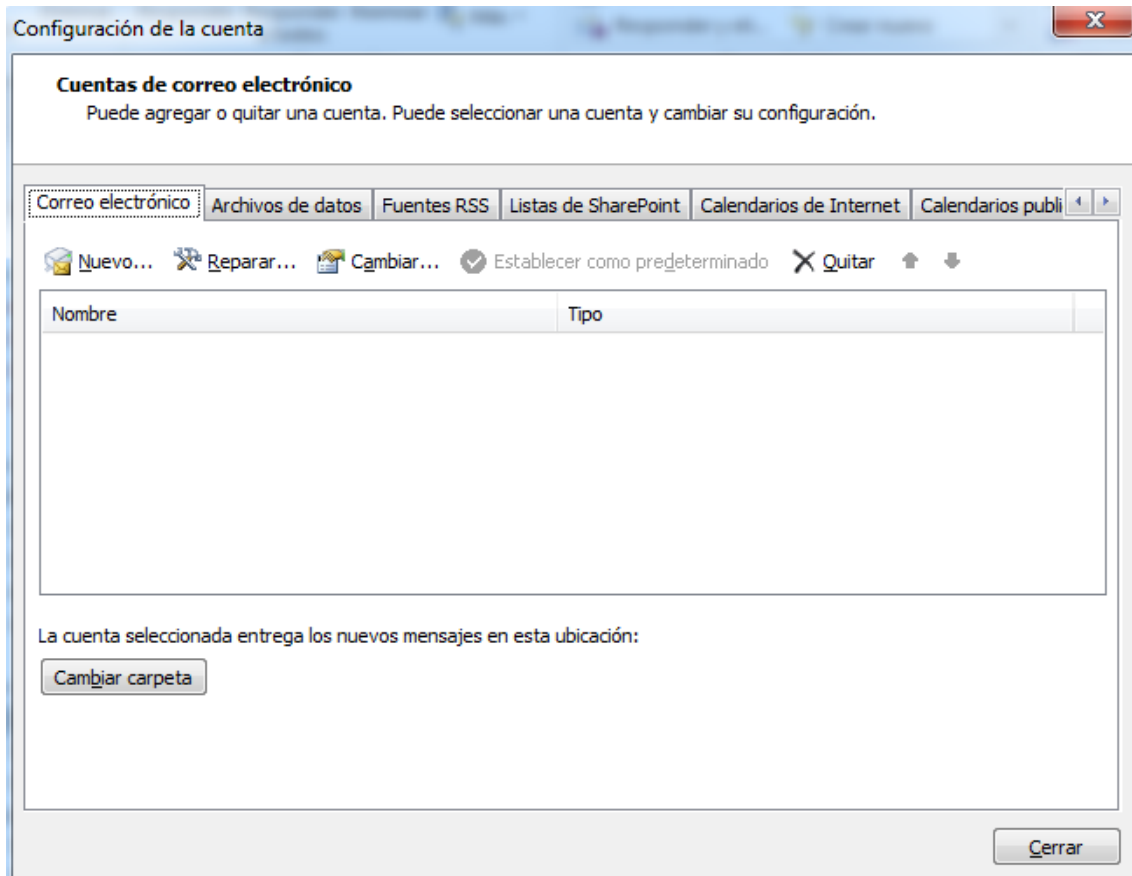 Configuración de la cuenta
Cuentas de correo electrónico
Puede agregar o quitar una cuenta. Puede seleccionar una cuenta y cambiar su configuración.
Correo electrónico Archivos de datos Fuentes RSS Listas de SharePoint Calendarios de Internet Calendarios publi
Nuevo... Reparar... Cambiar... Establecer como predeterminado Quitar
Nombre Tipo
La cuenta seleccionada entrega los nuevos mensajes en esta ubicación:
Cambiar carpeta
Cerrar